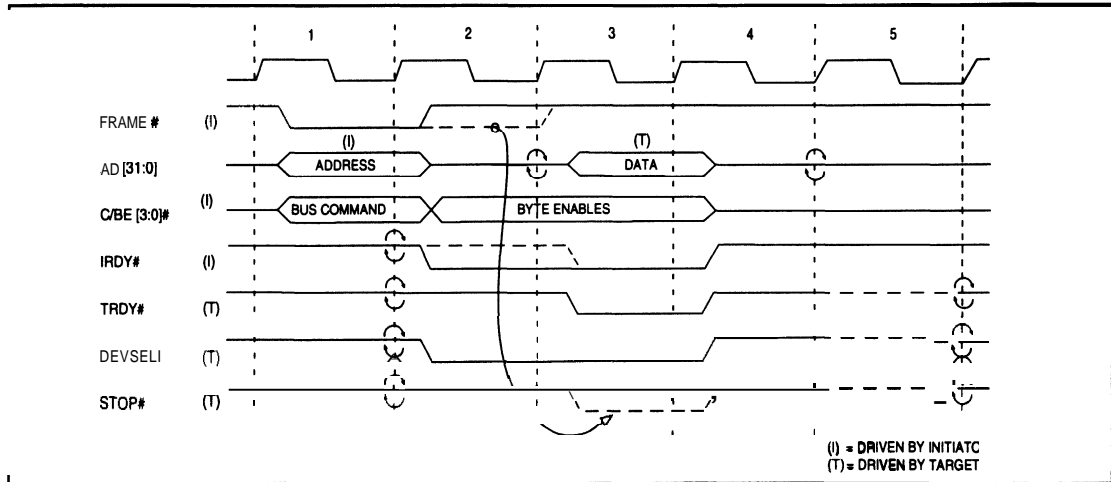 1 2 3 4 5
FRAME # (I)
(I) (T)
AD [31:0] ADDRESS DATA
C/BE [3:0]# (I) BUS COMMAND BYTE ENABLES
IRDY# (I)
TRDY# (T)
DEVSELI (T)
STOP# (T)
(I) = DRIVEN BY INITIATC
(T) = DRIVEN BY TARGET